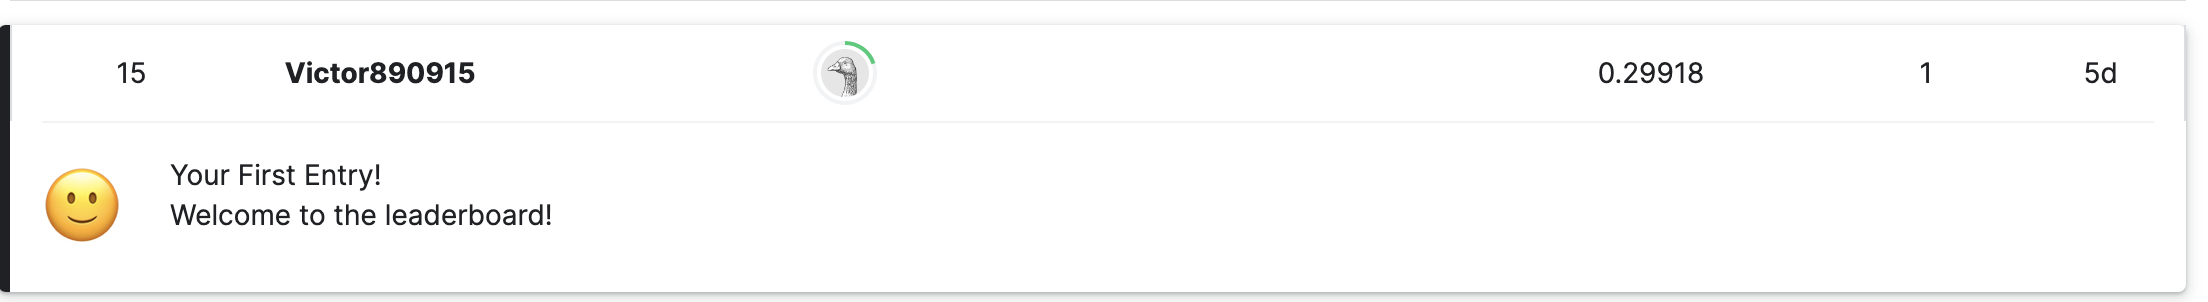 15 Victor890915 0.29918 1 5d
Your First Entry!
Welcome to the leaderboard!